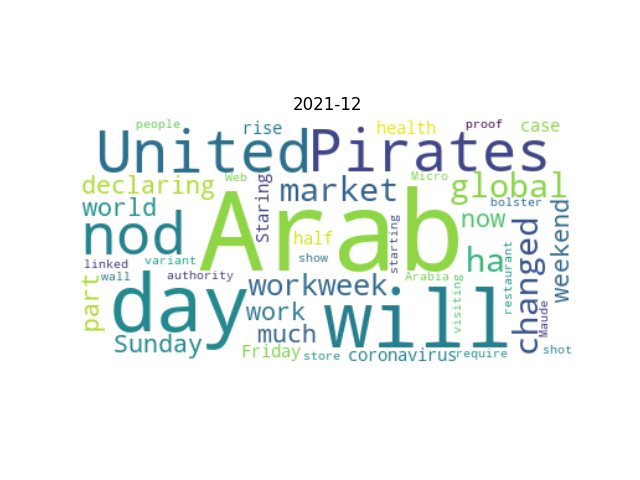 2021-12
people
rise
health
proof
case
United
Pirates
declaring
Web
Staring
market
Micro
global
world
nod
Arab
half
now
bolster
weekend
linked
wall
variant
authority
show
starting
Arabia
ha
restaurant
changed
part
day
workweek
will
visiting
Maude
work
much
Sunday
Friday
store
coronavirus
require
shot